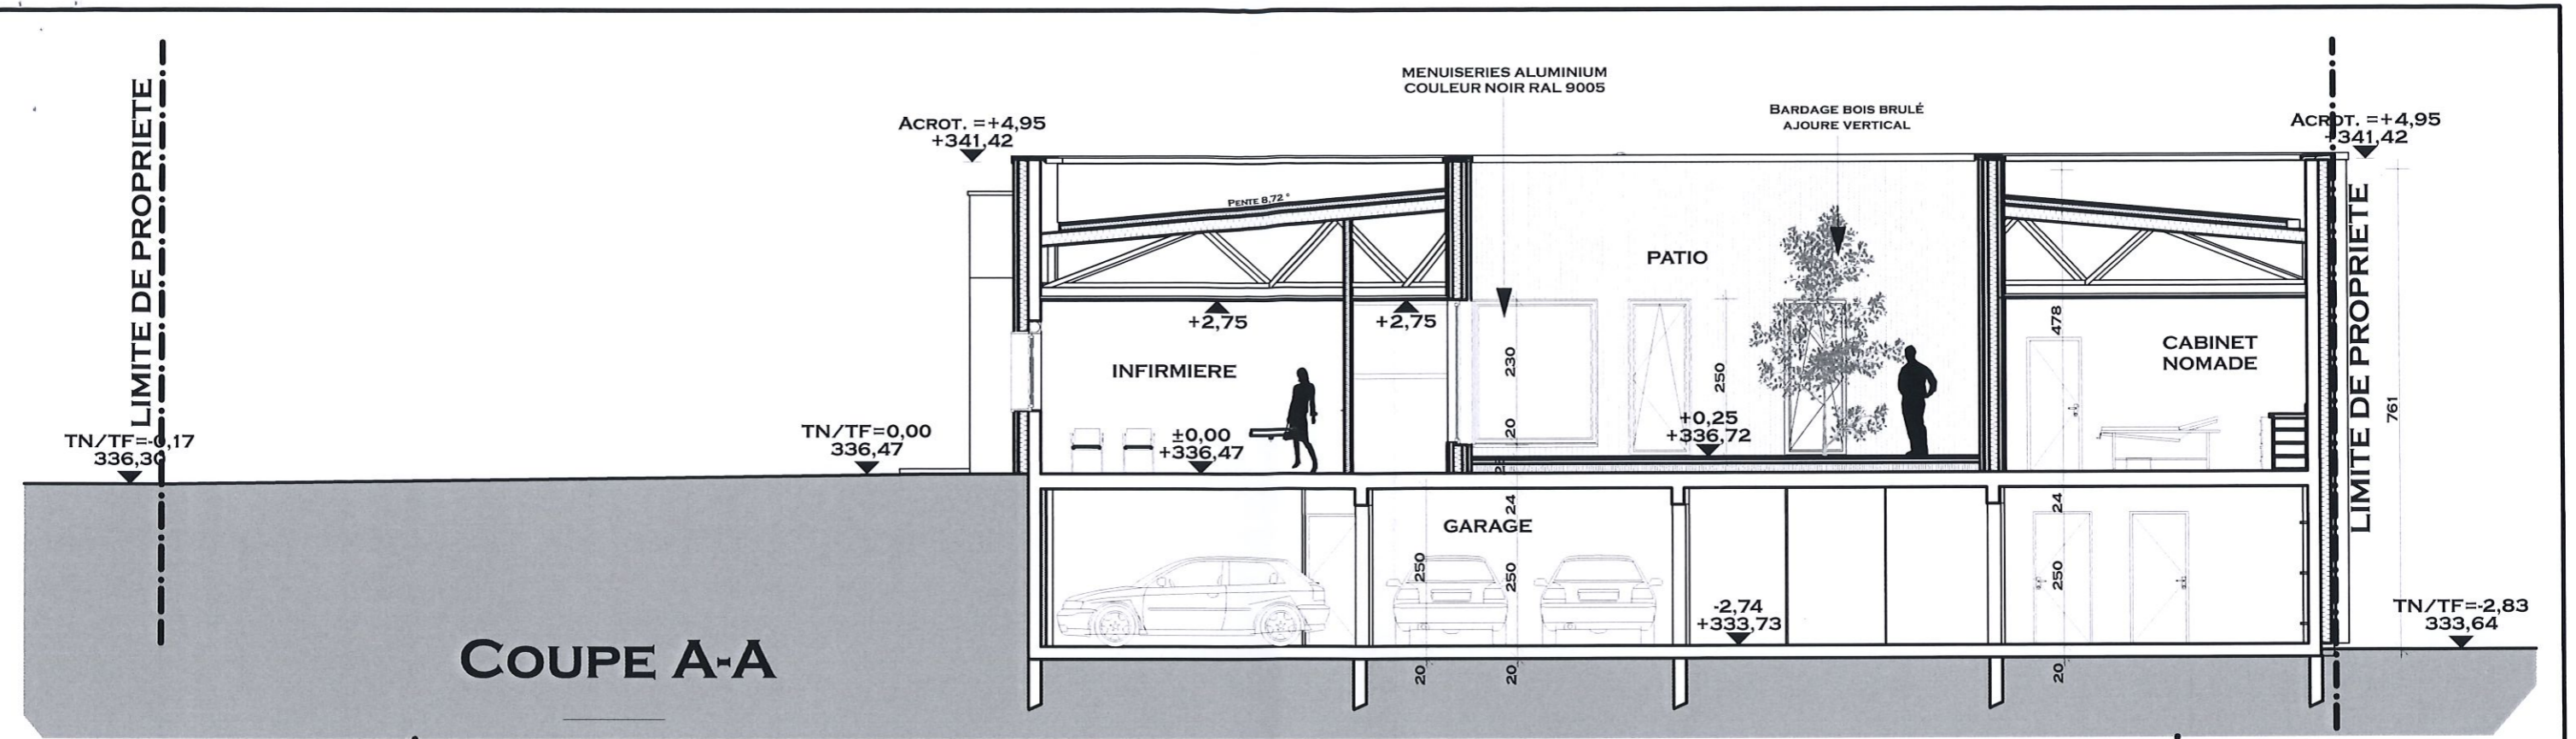 LIMITE DE PROPRIETE
TN/TF=-0,17
336,30
TN/TF=0,00
336,47
ACROT. =+4,95
+341,42
MENUISERIES ALUMINIUM
COULEUR NOIR RAL 9005
BARDAGE BOIS BRULÉ
AJOURE VERTICAL
ACROT. =+4,95
+341,42
PENTE 8,72°
PATIO
+2,75
+2,75
INFIRMIERE
±0,00
+336,47
230
20
250
+0,25
+336,72
478
CABINET
NOMADE
LIMITE DE PROPRIETE
761
GARAGE
24
250
250
-2,74
+333,73
24
250
TN/TF=-2,83
333,64
20
20
20
COUPE A-A